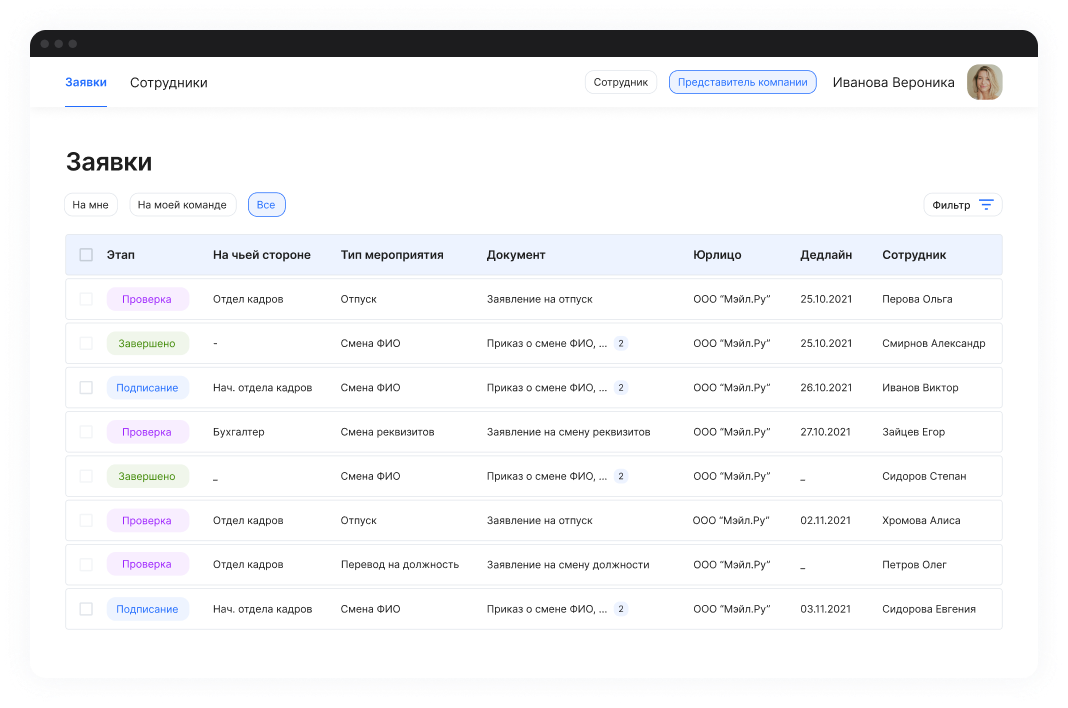 Заявки Сотрудники Сотрудник Представитель компании Иванова Вероника
Заявки
На мне На моей команде Все Фильтр
Этап На чьей стороне Тип мероприятия Документ Юрлицо Дедлайн Сотрудник
Проверка Отдел кадров Отпуск Заявление на отпуск ООО “Мэйл.Ру” 25.10.2021 Перова Ольга
Завершено - Смена ФИО Приказ о смене ФИО, ... 2 ООО “Мэйл.Ру” 25.10.2021 Смирнов Александр
Подписание Нач. отдела кадров Смена ФИО Приказ о смене ФИО, ... 2 ООО “Мэйл.Ру” 26.10.2021 Иванов Виктор
Проверка Бухгалтер Смена реквизитов Заявление на смену реквизитов ООО “Мэйл.Ру” 27.10.2021 Зайцев Егор
Завершено _ Смена ФИО Приказ о смене ФИО, ... 2 ООО “Мэйл.Ру” _ Сидоров Степан
Проверка Отдел кадров Отпуск Заявление на отпуск ООО “Мэйл.Ру” 02.11.2021 Хромова Алиса
Проверка Отдел кадров Перевод на должность Заявление на смену должности ООО “Мэйл.Ру” _ Петров Олег
Подписание Нач. отдела кадров Смена ФИО Приказ о смене ФИО, ... 2 ООО “Мэйл.Ру” 03.11.2021 Сидорова Евгения